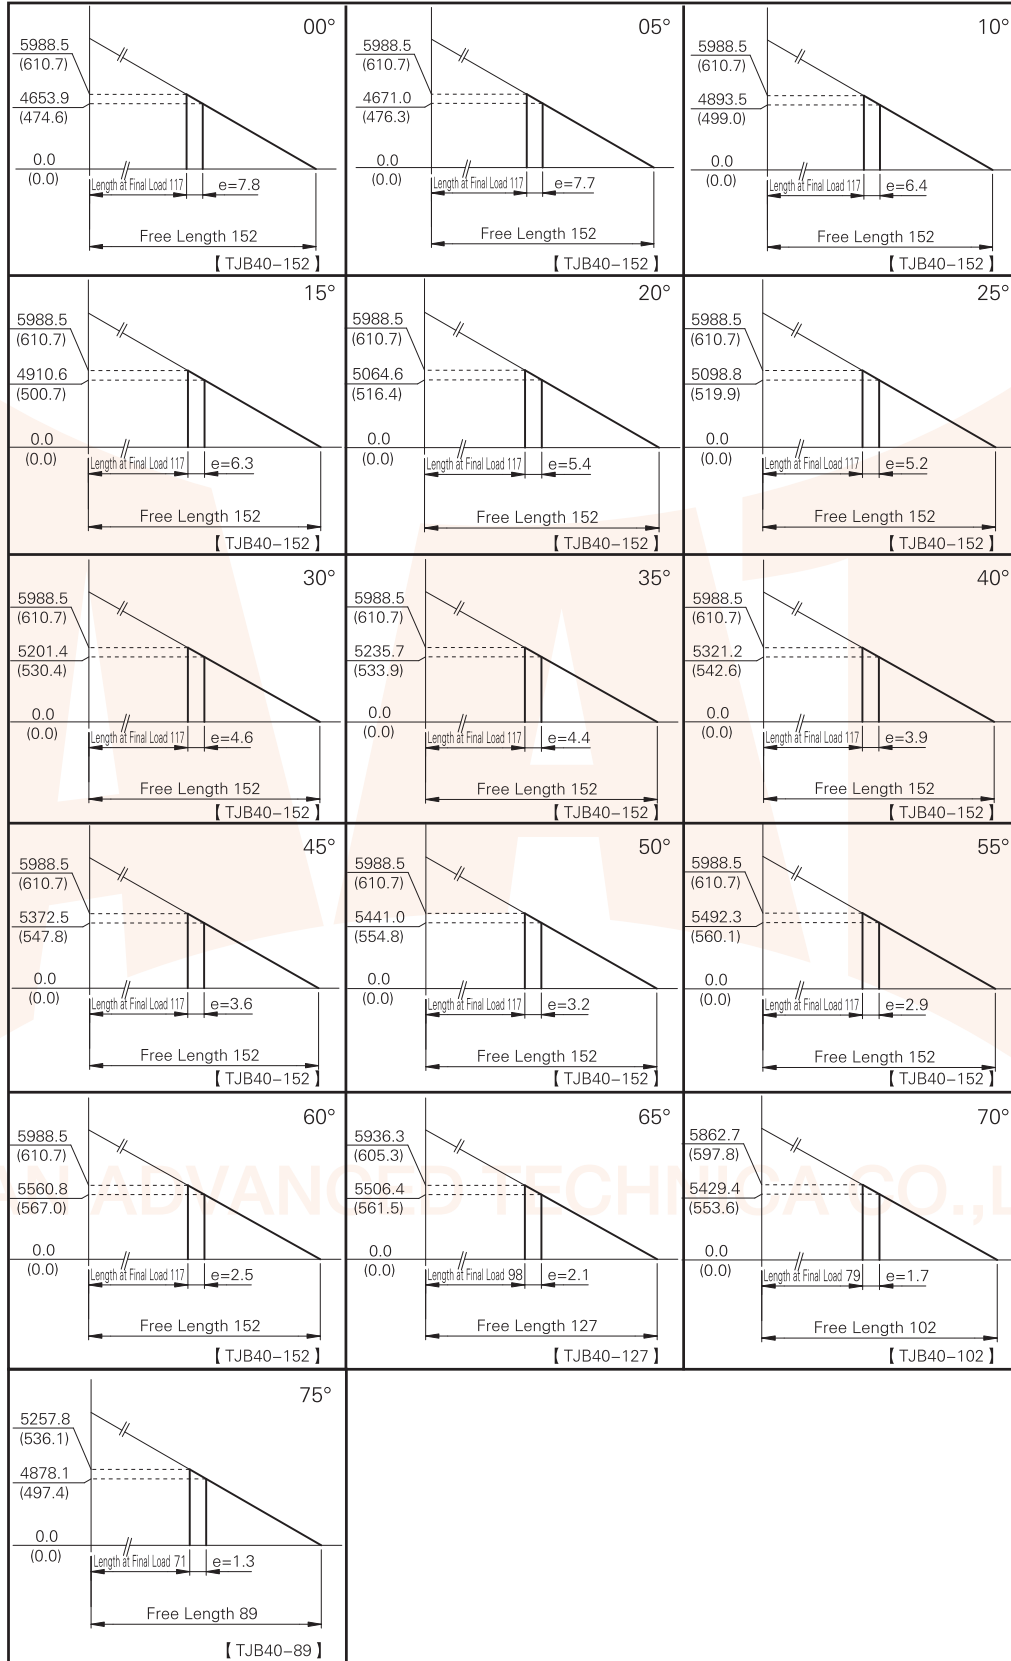 00°
5988.5
(610.7)
4653.9
(474.6)
0.0
(0.0)
Length at Final Load 117
e=7.8
Free Length 152
【 TJB40-152 】
05°
5988.5
(610.7)
4671.0
(476.3)
0.0
(0.0)
Length at Final Load 117
e=7.7
Free Length 152
【 TJB40-152 】
10°
5988.5
(610.7)
4893.5
(499.0)
0.0
(0.0)
Length at Final Load 117
e=6.4
Free Length 152
【 TJB40-152 】
15°
5988.5
(610.7)
4910.6
(500.7)
0.0
(0.0)
Length at Final Load 117
e=6.3
Free Length 152
【 TJB40-152 】
20°
5988.5
(610.7)
5064.6
(516.4)
0.0
(0.0)
Length at Final Load 117
e=5.4
Free Length 152
【 TJB40-152 】
25°
5988.5
(610.7)
5098.8
(519.9)
0.0
(0.0)
Length at Final Load 117
e=5.2
Free Length 152
【 TJB40-152 】
30°
5988.5
(610.7)
5201.4
(530.4)
0.0
(0.0)
Length at Final Load 117
e=4.6
Free Length 152
【 TJB40-152 】
35°
5988.5
(610.7)
5235.7
(533.9)
0.0
(0.0)
Length at Final Load 117
e=4.4
Free Length 152
【 TJB40-152 】
40°
5988.5
(610.7)
5321.2
(542.6)
0.0
(0.0)
Length at Final Load 117
e=3.9
Free Length 152
【 TJB40-152 】
45°
5988.5
(610.7)
5372.5
(547.8)
0.0
(0.0)
Length at Final Load 117
e=3.6
Free Length 152
【 TJB40-152 】
50°
5988.5
(610.7)
5441.0
(554.8)
0.0
(0.0)
Length at Final Load 117
e=3.2
Free Length 152
【 TJB40-152 】
55°
5988.5
(610.7)
5492.3
(560.1)
0.0
(0.0)
Length at Final Load 117
e=2.9
Free Length 152
【 TJB40-152 】
60°
5988.5
(610.7)
5560.8
(567.0)
0.0
(0.0)
Length at Final Load 117
e=2.5
Free Length 152
【 TJB40-152 】
65°
5936.3
(605.3)
5506.4
(561.5)
0.0
(0.0)
Length at Final Load 98
e=2.1
Free Length 127
【 TJB40-127 】
70°
5862.7
(597.8)
5429.4
(553.6)
0.0
(0.0)
Length at Final Load 79
e=1.7
Free Length 102
【 TJB40-102 】
AN ADVANCED TECHNICA CO.,L
75°
5257.8
(536.1)
4878.1
(497.4)
0.0
(0.0)
Length at Final Load 71
e=1.3
Free Length 89
【 TJB40-89 】